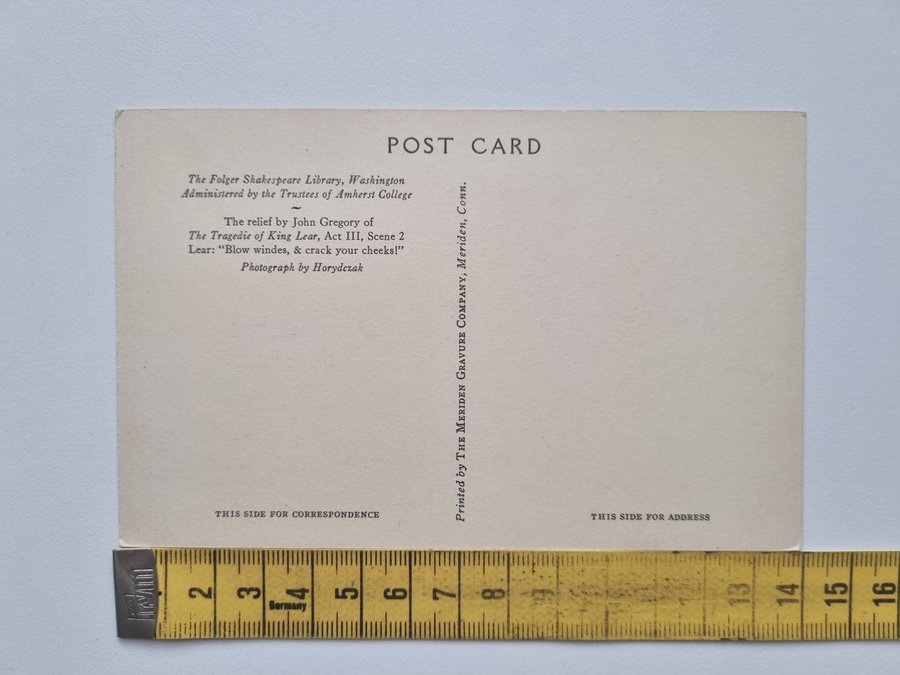 POST CARD
The Folger Shakespeare Library, Washington
Administered by the Trustees of Amherst College
~
The relief by John Gregory of
The Tragedie of King Lear, Act III, Scene 2
Lear: “Blow windes, & crack your cheeks!”
Photograph by Horydczak
Printed by THE MERIDEN GRAVURE COMPANY, Meriden, Conn.
THIS SIDE FOR CORRESPONDENCE
THIS SIDE FOR ADDRESS
2 3 4 5 6 7 8 9 13 14 15 16
Germany